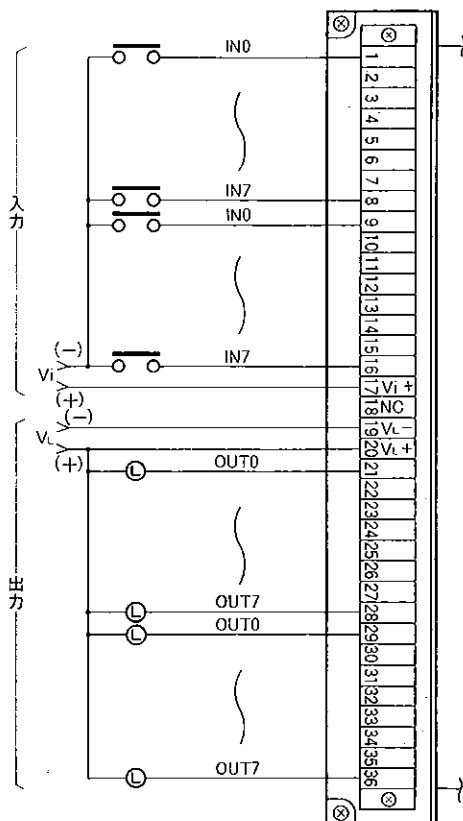 入力
IN0
IN7
IN0
IN7
(−)
Vi
(+)
(−)
VL
(+)
出力
OUT0
OUT7
OUT0
OUT7
L
L
L
L
1
2
3
4
5
6
7
8
9
10
11
12
13
14
15
16
17 Vi+
18 NC
19 VL−
20 VL+
21
22
23
24
25
26
27
28
29
30
31
32
33
34
35
36